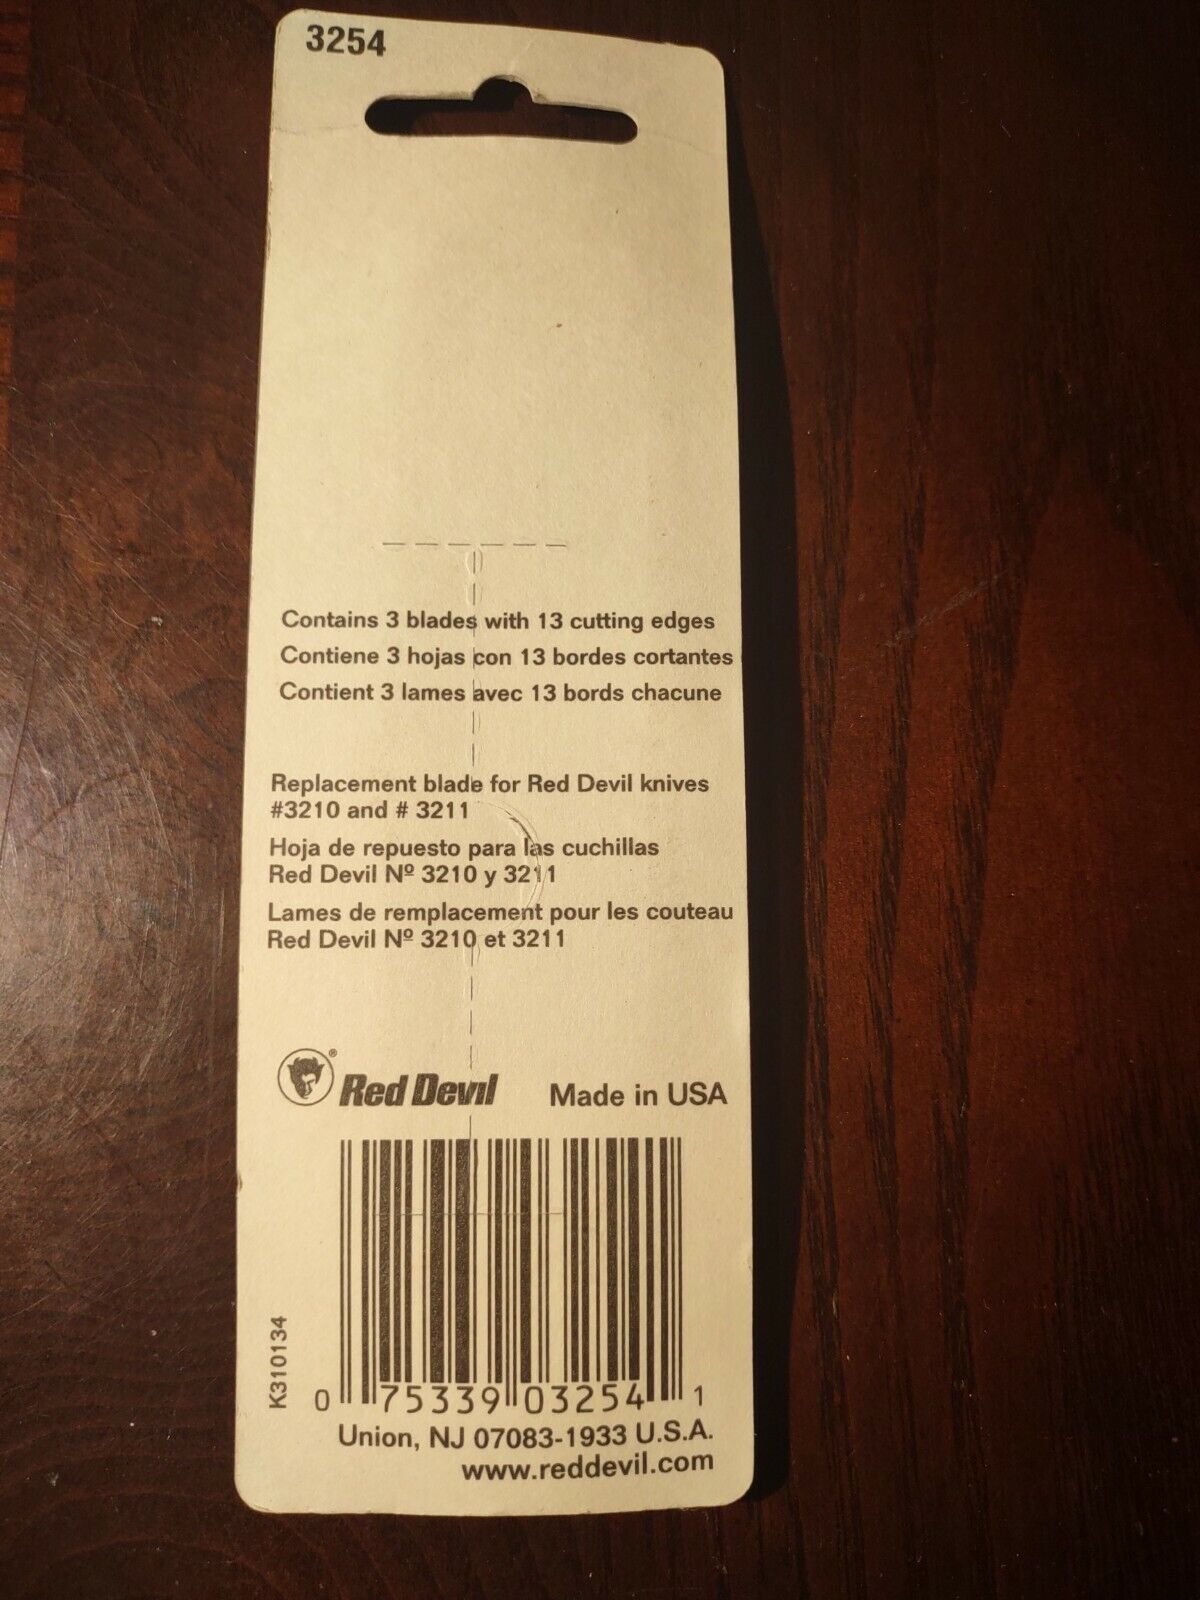 3254
Contains 3 blades with 13 cutting edges
Contiene 3 hojas con 13 bordes cortantes
Contient 3 lames avec 13 bords chacune
Replacement blade for Red Devil knives
#3210 and # 3211
Hoja de repuesto para las cuchillas
Red Devil Nº 3210 y 3211
Lames de remplacement pour les couteau
Red Devil Nº 3210 et 3211
® Red Devil Made in USA
K310134
0 75339 03254 1
Union, NJ 07083-1933 U.S.A.
www.reddevil.com